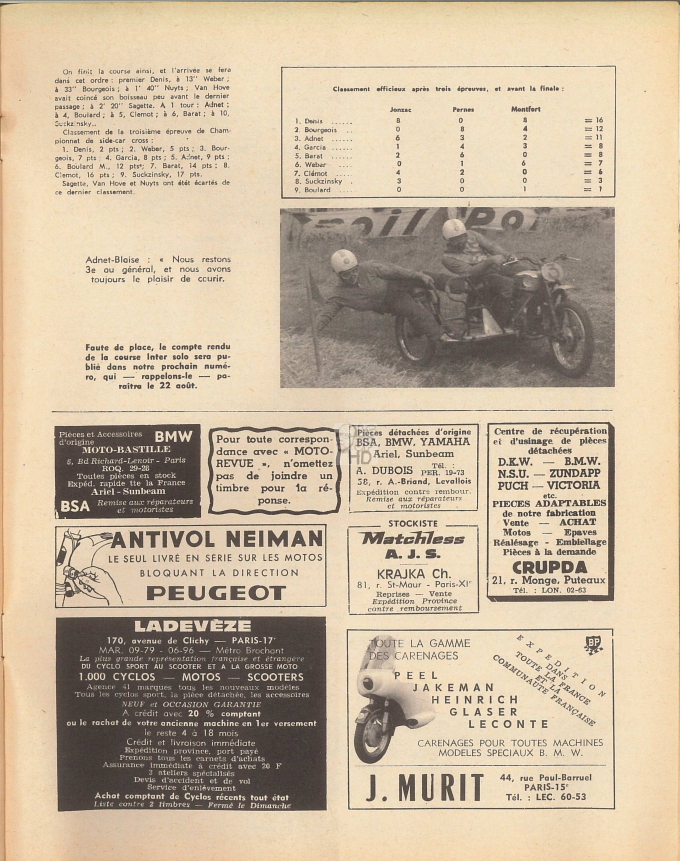 On finit la course ainsi, et l'arrivée se fera
dans cet ordre : premier Denis, à 13'' Weber ;
à 33'' Bourgeois ; à 1' 40'' Nuyts ; Van Hove
avait coincé son boisseau peu avant le dernier
passage ; à 2' 20'' Sagette. A 1 tour : Adnet ;
à 4, Boulard ; à 5, Clemot ; à 6, Barat ; à 10,
Suckzinsky...
Classement de la troisième épreuve de Cham-
pionnat de side-car cross :
1. Denis, 2 pts ; 2. Weber, 5 pts ; 3. Bour-
geois, 7 pts ; 4. Garcia, 8 pts ; 5. Adnet, 9 pts ;
6. Boulard M., 12 pts ; 7. Barat, 14 pts ; 8.
Clemot, 16 pts ; 9. Suckzinsky, 17 pts.
Sagette, Van Hove et Nuyts ont été écartés de
ce dernier classement.
Classement officieux après trois épreuves, et avant la finale :
Jonzac Pernes Montfort
1. Denis ...... 8 0 8 = 16
2. Bourgeois .. 0 8 4 = 12
3. Adnet ...... 6 3 2 = 11
4. Garcia ..... 1 4 3 = 8
5. Barat ...... 2 6 0 = 8
6. Weber ..... 0 1 6 = 7
7. Clémot .... 4 2 0 = 6
8. Suckzinsky . 3 0 0 = 3
9. Boulard .... 0 0 1 = 1
Adnet-Blaise : « Nous restons
3e au général, et nous avons
toujours le plaisir de courir.
Faute de place, le compte rendu
de la course Inter solo sera pu-
blié dans notre prochain numé-
ro, qui — rappelons-le — pa-
raîtra le 22 août.
Pièces et Accessoires
d'origine BMW
MOTO-BASTILLE
6, Bd Richard-Lenoir - Paris
ROQ. 29-28
Toutes pièces en stock
Expéd. rapide tte la France
Ariel - Sunbeam
BSA Remise aux réparateurs
et motoristes
Pour toute correspon-
dance avec « MOTO-
REVUE », n'omettez
pas de joindre un
timbre pour la ré-
ponse.
Pièces détachées d'origine
BSA, BMW, YAMAHA
Ariel, Sunbeam
A. DUBOIS Tél. :
PER. 19-73
58, r. A.-Briand, Levallois
Expédition contre rembour.
Remise aux réparateurs
et motoristes
HD
Centre de récupération
et d'usinage de pièces
détachées
D.K.W. — B.M.W.
N.S.U. — ZUNDAPP
PUCH — VICTORIA
etc.
PIECES ADAPTABLES
de notre fabrication
Vente — ACHAT
Motos — Epaves
Réalésage - Embiellage
Pièces à la demande
CRUPDA
21, r. Monge, Puteaux
Tél. : LON. 02-63
ANTIVOL NEIMAN
LE SEUL LIVRÉ EN SÉRIE SUR LES MOTOS
BLOQUANT LA DIRECTION
PEUGEOT
STOCKISTE
Matchless
A.J.S.
KRAJKA Ch.
81, r. St-Maur - Paris-XIe
Reprises — Vente
Expédition Province
contre remboursement
LADEVÈZE
170, avenue de Clichy — PARIS-17e
MAR. 09-79 - 06-96 — Métro Brochant
La plus grande représentation française et étrangère
DU CYCLO SPORT AU SCOOTER ET A LA GROSSE MOTO
1.000 CYCLOS — MOTOS — SCOOTERS
Agence 41 marques tous les nouveaux modèles
Tous les cyclos sport, la pièce détachée, les accessoires
NEUF et OCCASION GARANTIE
A crédit avec 20 % comptant
ou le rachat de votre ancienne machine en 1er versement
le reste 4 à 18 mois
Crédit et livraison immédiate
Expédition province, port payé
Prenons tous les carnets d'achats
Assurance immédiate à crédit avec 20 F
3 ateliers spécialisés
Devis d'accident et de vol
Service d'enlèvement
Achat comptant de Cyclos récents tout état
Liste contre 2 timbres — Fermé le Dimanche
TOUTE LA GAMME
DES CARENAGES
PEEL
JAKEMAN
HEINRICH
GLASER
LECONTE
EXPEDITION
DANS
TOUTE LA FRANCE
ET LA
COMMUNAUTE FRANÇAISE
BP
CARENAGES POUR TOUTES MACHINES
MODELES SPECIAUX B. M. W.
J. MURIT
44, rue Paul-Barruel
PARIS-15e
Tél. : LEC. 60-53